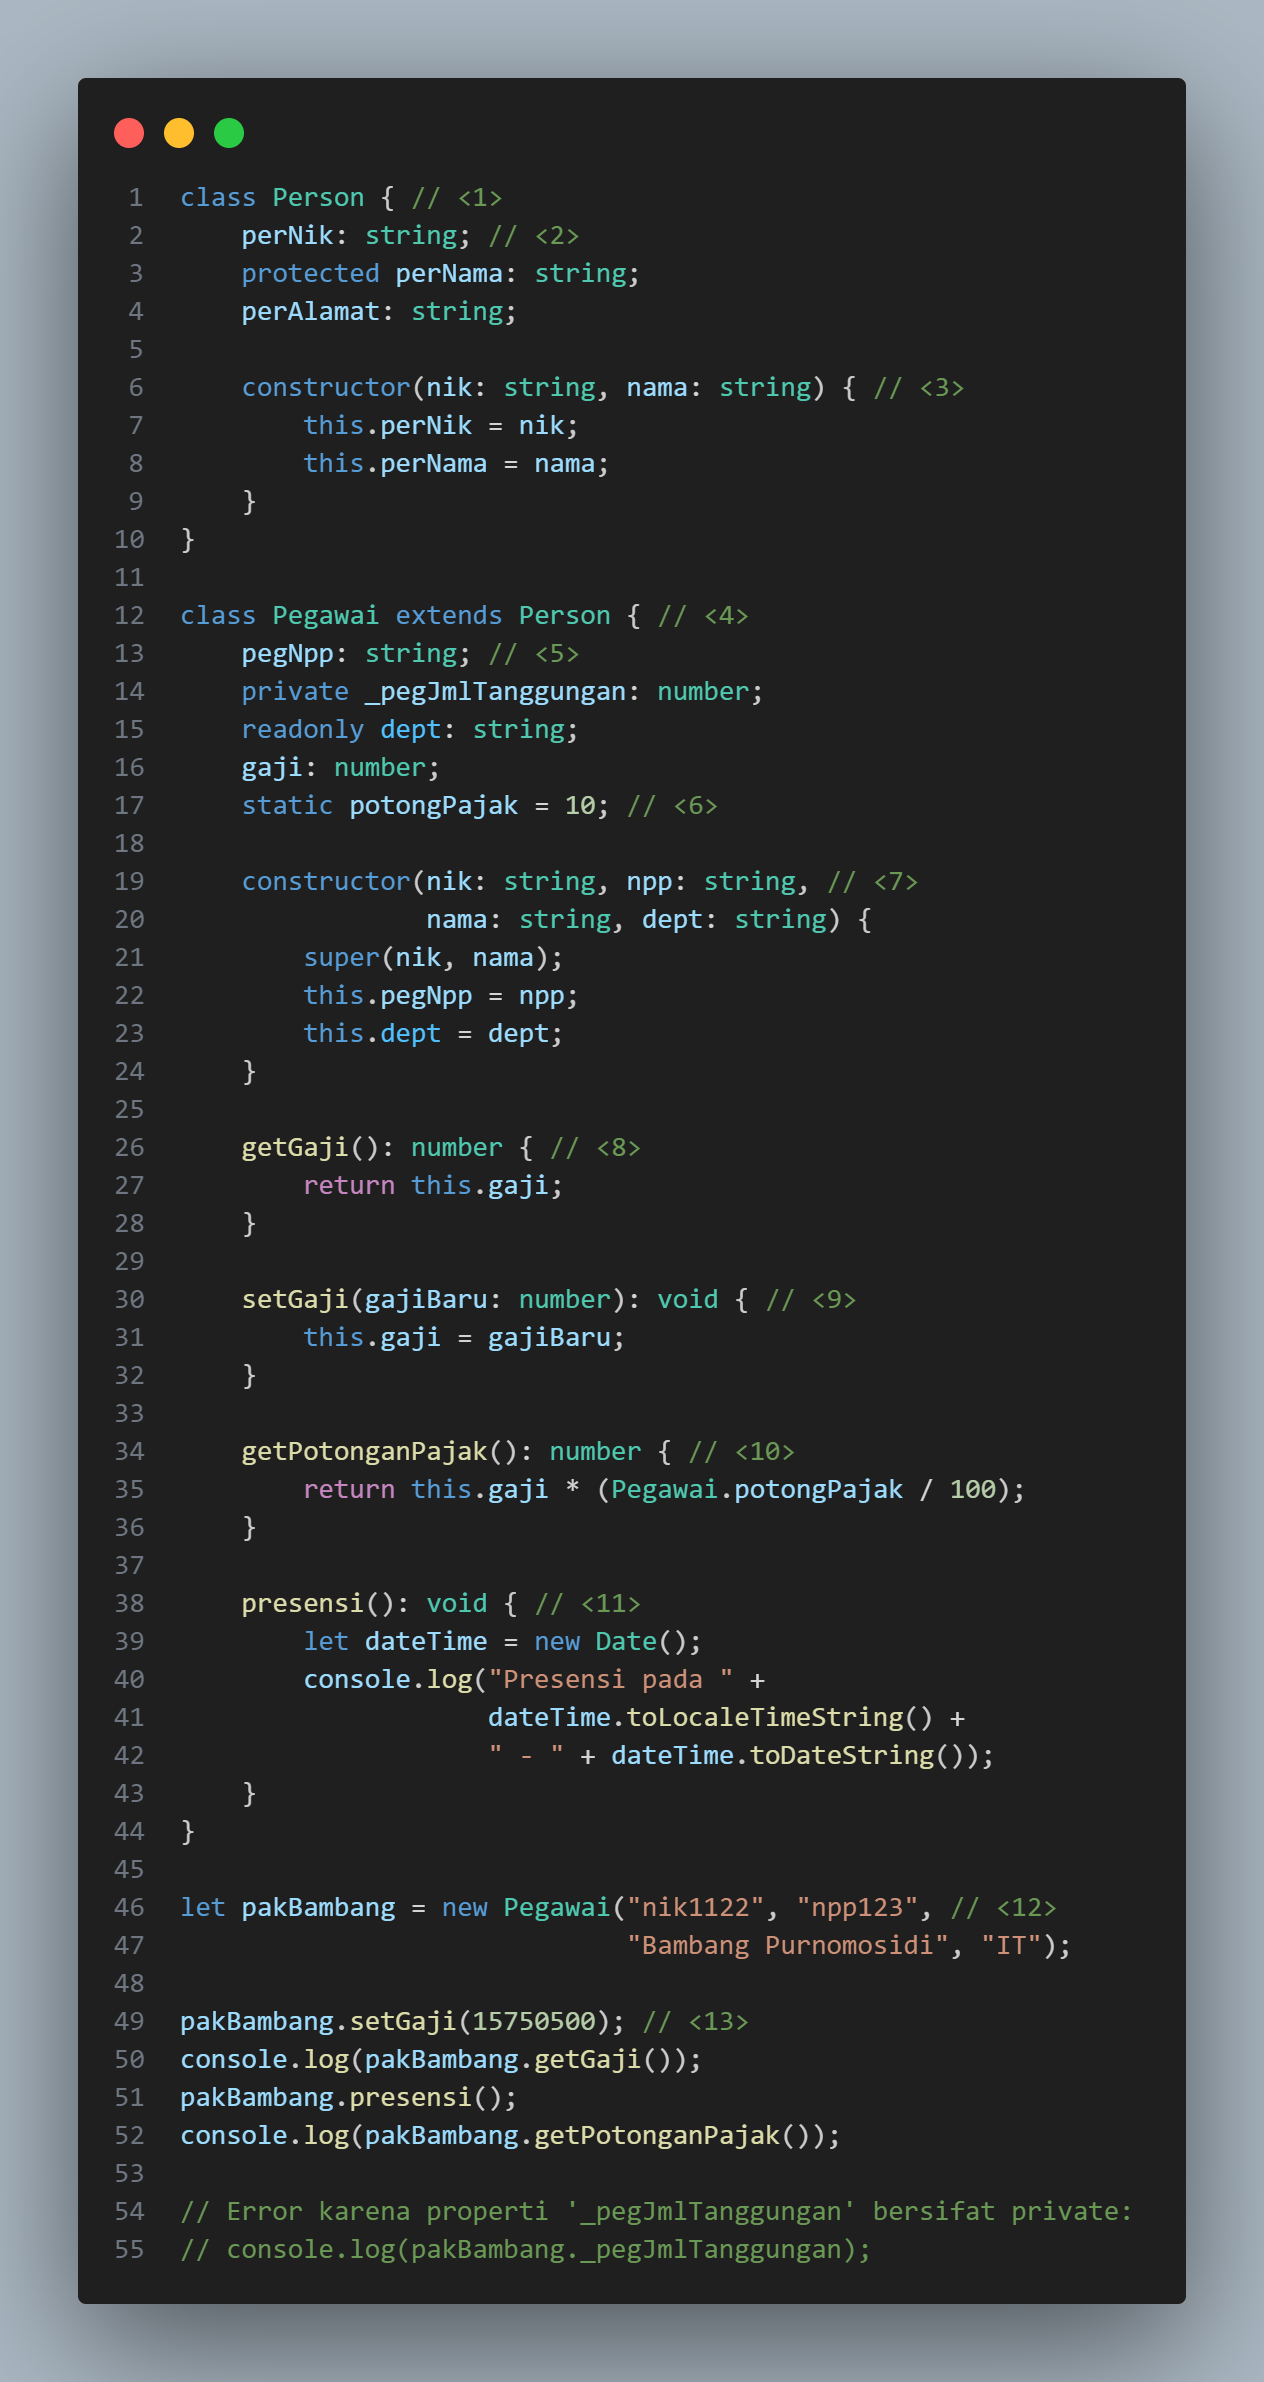 1 class Person { // <1>
2     perNik: string; // <2>
3     protected perNama: string;
4     perAlamat: string;
5
6     constructor(nik: string, nama: string) { // <3>
7         this.perNik = nik;
8         this.perNama = nama;
9     }
10 }
11
12 class Pegawai extends Person { // <4>
13     pegNpp: string; // <5>
14     private _pegJmlTanggungan: number;
15     readonly dept: string;
16     gaji: number;
17     static potongPajak = 10; // <6>
18
19     constructor(nik: string, npp: string, // <7>
20                 nama: string, dept: string) {
21         super(nik, nama);
22         this.pegNpp = npp;
23         this.dept = dept;
24     }
25
26     getGaji(): number { // <8>
27         return this.gaji;
28     }
29
30     setGaji(gajiBaru: number): void { // <9>
31         this.gaji = gajiBaru;
32     }
33
34     getPotonganPajak(): number { // <10>
35         return this.gaji * (Pegawai.potongPajak / 100);
36     }
37
38     presensi(): void { // <11>
39         let dateTime = new Date();
40         console.log("Presensi pada " +
41                     dateTime.toLocaleTimeString() +
42                     " - " + dateTime.toDateString());
43     }
44 }
45
46 let pakBambang = new Pegawai("nik1122", "npp123", // <12>
47                              "Bambang Purnomosidi", "IT");
48
49 pakBambang.setGaji(15750500); // <13>
50 console.log(pakBambang.getGaji());
51 pakBambang.presensi();
52 console.log(pakBambang.getPotonganPajak());
53
54 // Error karena properti '_pegJmlTanggungan' bersifat private:
55 // console.log(pakBambang._pegJmlTanggungan);